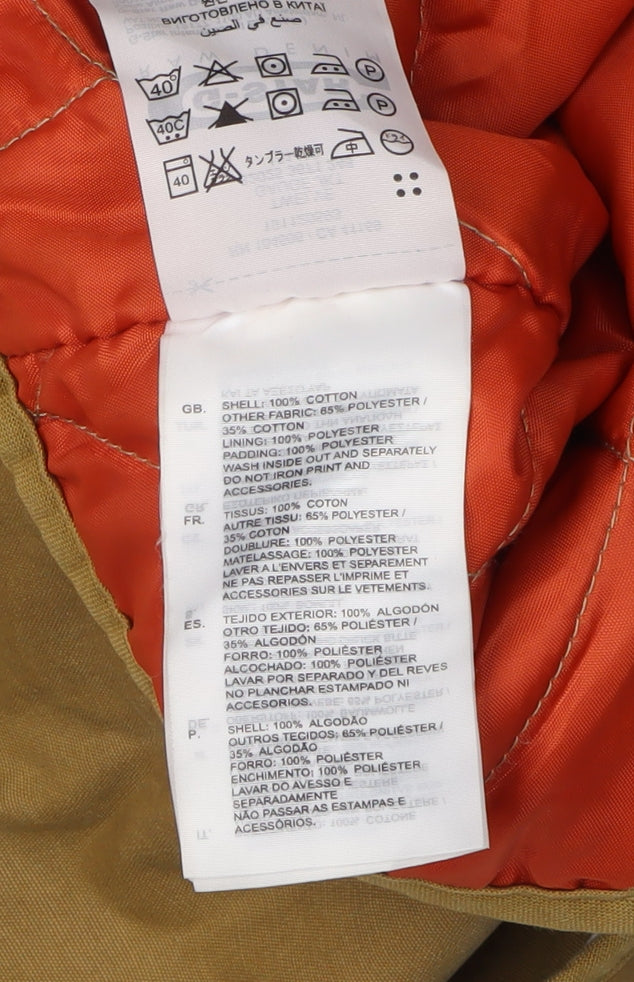 ВИГОТОВЛЕНО В КИТАЇ
صنع في الصين
40°
P
40C
P
40
タンブラー乾燥可
中
ドライ
GB. SHELL: 100% COTTON
OTHER FABRIC: 65% POLYESTER /
35% COTTON
LINING: 100% POLYESTER
PADDING: 100% POLYESTER
WASH INSIDE OUT AND SEPARATELY
DO NOT IRON PRINT AND
ACCESSORIES.
FR. TISSUS: 100% COTON
AUTRE TISSU: 65% POLYESTER /
35% COTON
DOUBLURE: 100% POLYESTER
MATELASSAGE: 100% POLYESTER
LAVER A L'ENVERS ET SEPAREMENT
NE PAS REPASSER L'IMPRIME ET
ACCESSORIES SUR LE VETEMENTS.
ES. TEJIDO EXTERIOR: 100% ALGODÓN
OTRO TEJIDO: 65% POLIÉSTER /
35% ALGODÓN
FORRO: 100% POLIÉSTER
ALCOCHADO: 100% POLIÉSTER
LAVAR POR SEPARADO Y DEL REVES
NO PLANCHAR ESTAMPADO NI
ACCESORIOS.
P. SHELL: 100% ALGODÃO
OUTROS TECIDOS: 65% POLIÉSTER /
35% ALGODÃO
FORRO: 100% POLIÉSTER
ENCHIMENTO: 100% POLIÉSTER
LAVAR DO AVESSO E
SEPARADAMENTE
NÃO PASSAR AS ESTAMPAS E
ACESSÓRIOS.